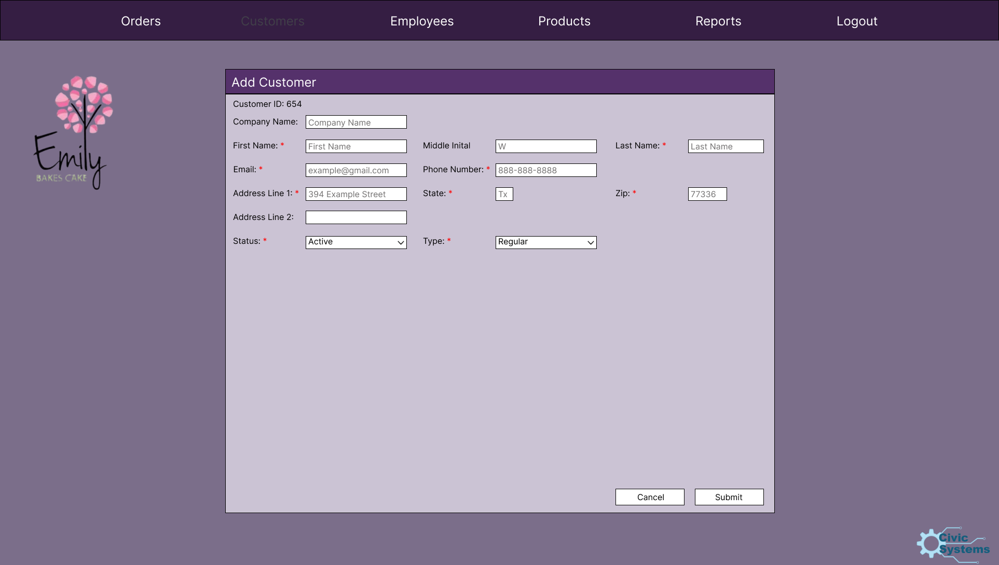 Orders Customers Employees Products Reports Logout
Emily
BAKES CAKE
Add Customer
Customer ID: 654
Company Name: Company Name
First Name: * First Name Middle Inital W Last Name: * Last Name
Email: * example@gmail.com Phone Number: * 888-888-8888
Address Line 1: * 394 Example Street State: * Tx Zip: * 77336
Address Line 2:
Status: * Active Type: * Regular
Cancel Submit
Civic
Systems